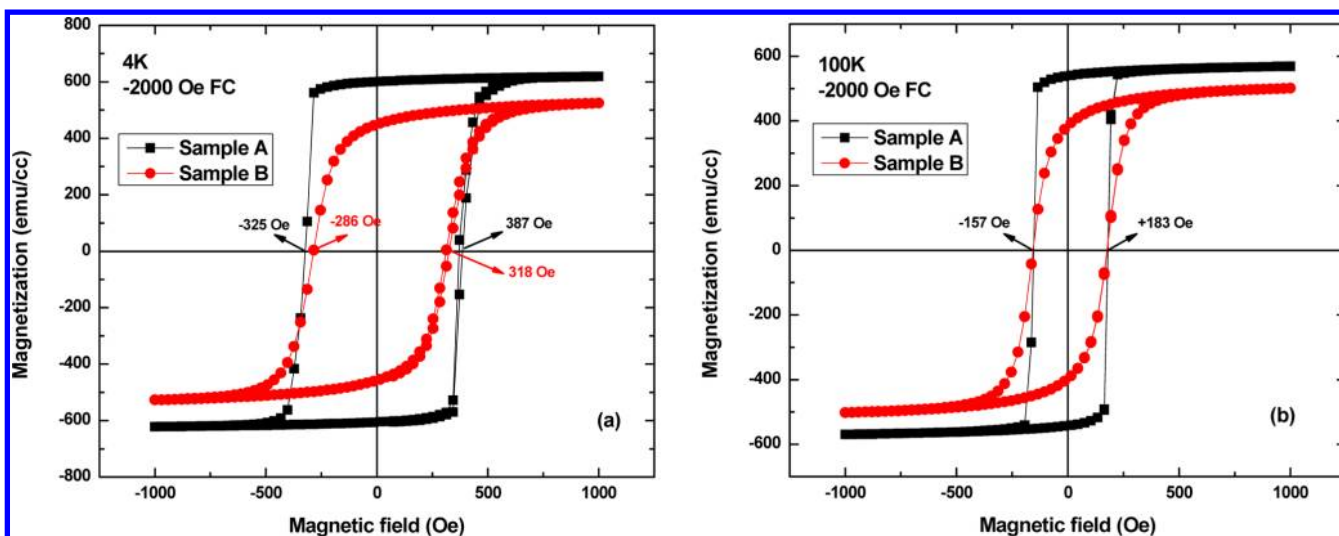 800
600
400
200
0
-200
-400
-600
-800
Magnetization (emu/cc)
4K
-2000 Oe FC
Sample A
Sample B
-325 Oe
-286 Oe
387 Oe
318 Oe
(a)
-1000
-500
0
500
1000
Magnetic field (Oe)
600
400
200
0
-200
-400
-600
Magnetization (emu/cc)
100K
-2000 Oe FC
Sample A
Sample B
-157 Oe
+183 Oe
(b)
-1000
-500
0
500
1000
Magnetic field (Oe)